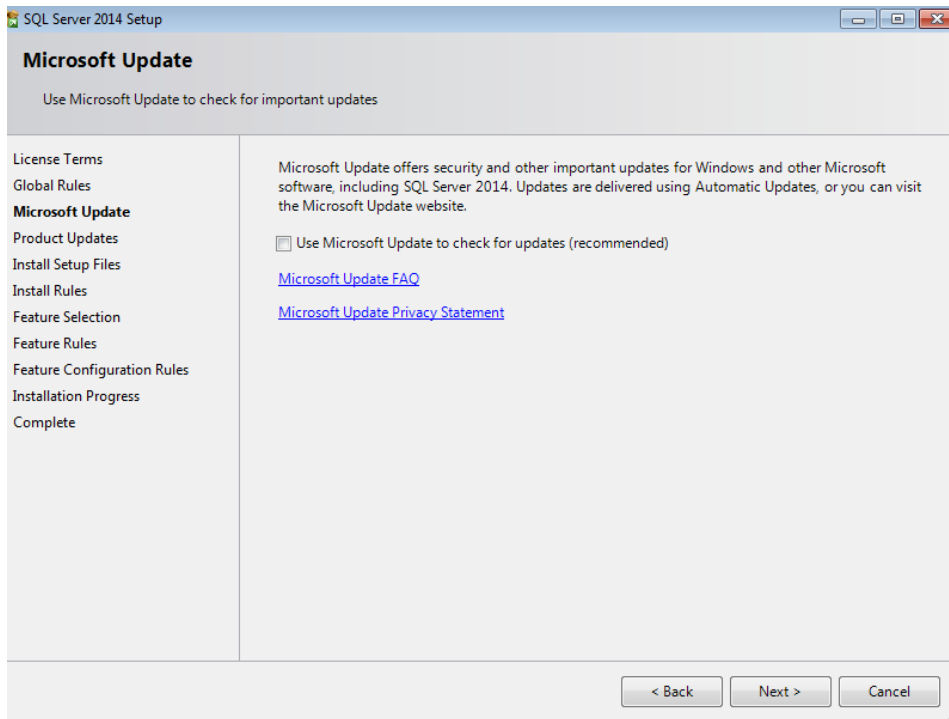 SQL Server 2014 Setup
Microsoft Update
Use Microsoft Update to check for important updates
License Terms
Global Rules
Microsoft Update
Product Updates
Install Setup Files
Install Rules
Feature Selection
Feature Rules
Feature Configuration Rules
Installation Progress
Complete
Microsoft Update offers security and other important updates for Windows and other Microsoft
software, including SQL Server 2014. Updates are delivered using Automatic Updates, or you can visit
the Microsoft Update website.
Use Microsoft Update to check for updates (recommended)
Microsoft Update FAQ
Microsoft Update Privacy Statement
< Back
Next >
Cancel